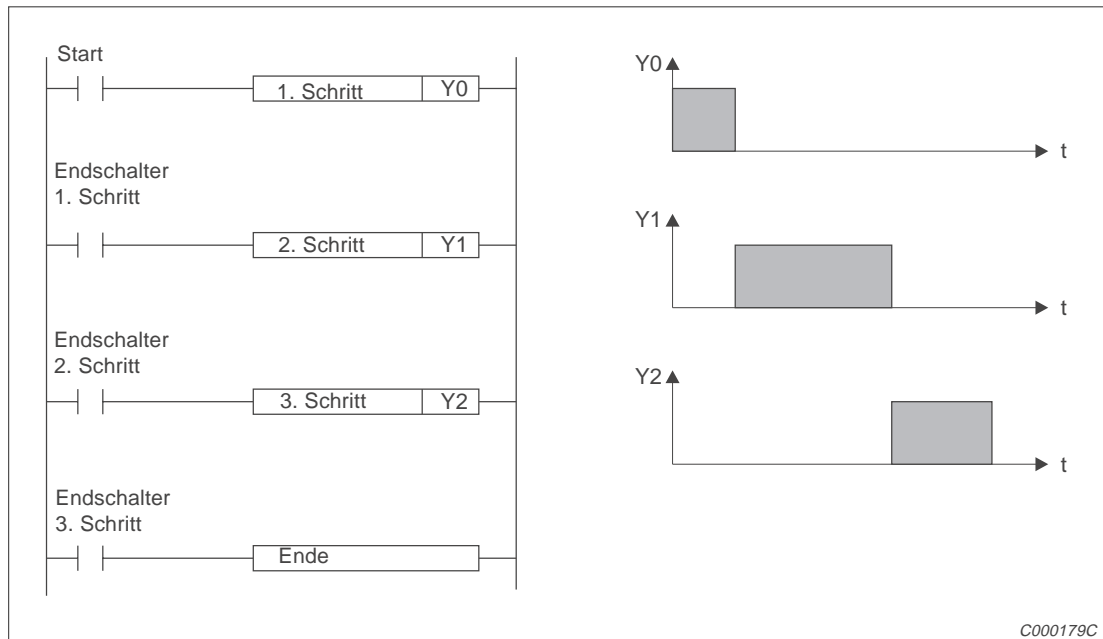 Start
1. Schritt Y0
Endschalter
1. Schritt
2. Schritt Y1
Endschalter
2. Schritt
3. Schritt Y2
Endschalter
3. Schritt
Ende
Y0
t
Y1
t
Y2
t
C000179C